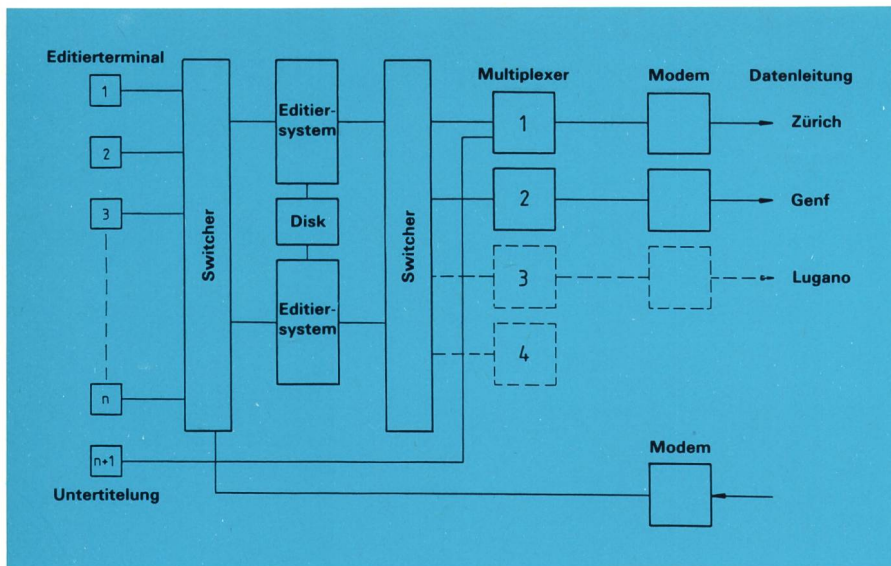 Editierterminal
1
2
3
n
n+1
Untertitelung
Switcher
Editier-
system
Disk
Editier-
system
Switcher
Multiplexer
1
2
3
4
Modem
Datenleitung
Zürich
Genf
Lugano
Modem